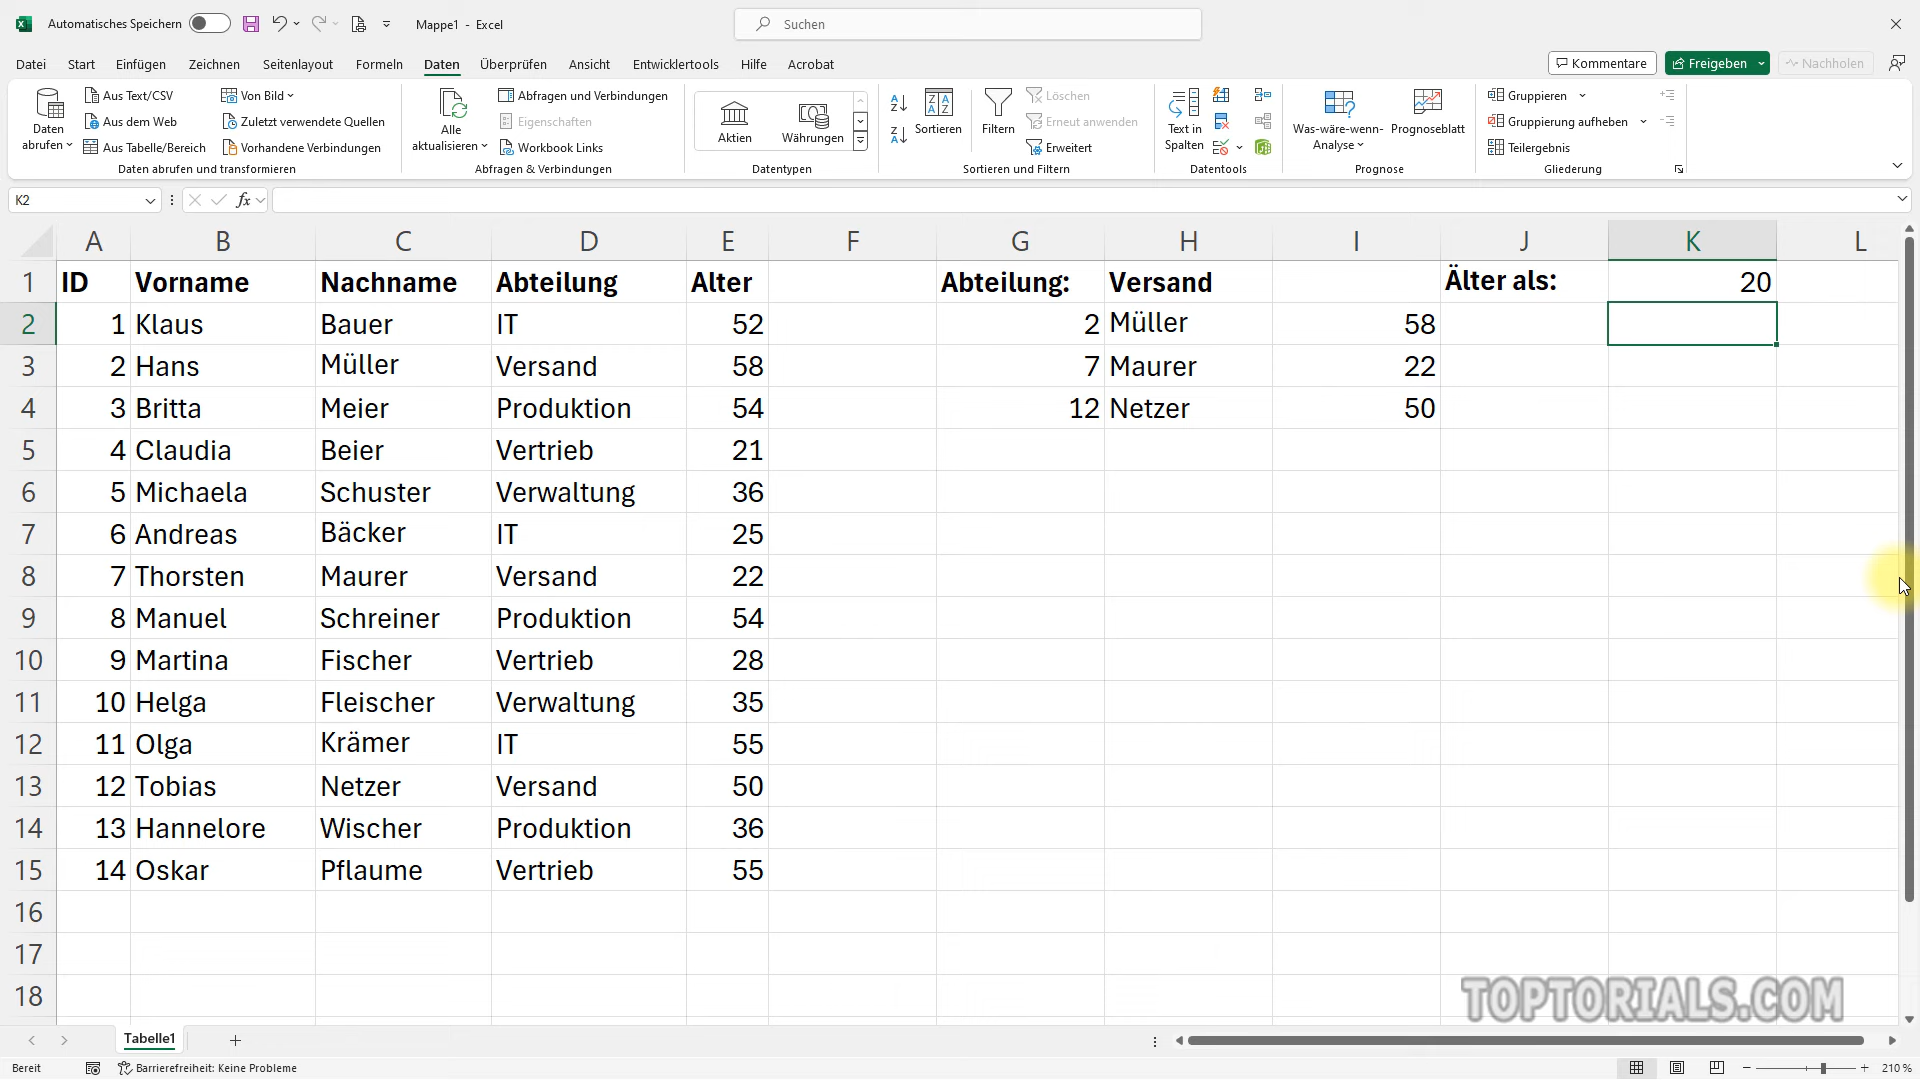 Automatisches Speichern Mappe1 - Excel Suchen
Datei Start Einfügen Zeichnen Seitenlayout Formeln Daten Überprüfen Ansicht Entwicklertools Hilfe Acrobat Kommentare Freigeben Nachholen
Daten abrufen
Aus Text/CSV
Aus dem Web
Aus Tabelle/Bereich
Von Bild
Zuletzt verwendete Quellen
Vorhandene Verbindungen
Daten abrufen und transformieren
Alle aktualisieren
Abfragen und Verbindungen
Eigenschaften
Workbook Links
Abfragen & Verbindungen
Aktien
Währungen
Datentypen
Sortieren
Filtern
Löschen
Erneut anwenden
Erweitert
Sortieren und Filtern
Text in Spalten
Datentools
Was-wäre-wenn-Analyse
Prognoseblatt
Prognose
Gruppieren
Gruppierung aufheben
Teilergebnis
Gliederung
K2 fx
A B C D E F G H I J K L
1 ID Vorname Nachname Abteilung Alter Abteilung: Versand Älter als: 20
2 1 Klaus Bauer IT 52 2 Müller 58
3 2 Hans Müller Versand 58 7 Maurer 22
4 3 Britta Meier Produktion 54 12 Netzer 50
5 4 Claudia Beier Vertrieb 21
6 5 Michaela Schuster Verwaltung 36
7 6 Andreas Bäcker IT 25
8 7 Thorsten Maurer Versand 22
9 8 Manuel Schreiner Produktion 54
10 9 Martina Fischer Vertrieb 28
11 10 Helga Fleischer Verwaltung 35
12 11 Olga Krämer IT 55
13 12 Tobias Netzer Versand 50
14 13 Hannelore Wischer Produktion 36
15 14 Oskar Pflaume Vertrieb 55
16
17
18
TOPTORIALS.COM
Tabelle1
Bereit Barrierefreiheit: Keine Probleme 210 %